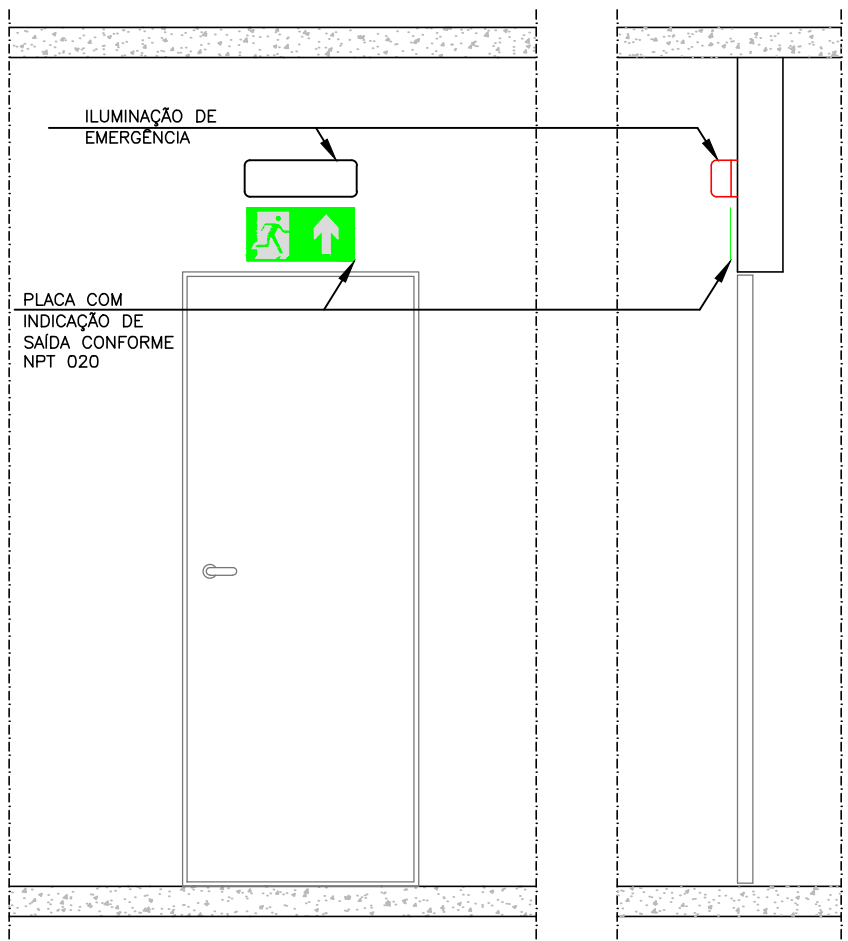 ILUMINAÇÃO DE
EMERGÊNCIA
PLACA COM
INDICAÇÃO DE
SAÍDA CONFORME
NPT 020